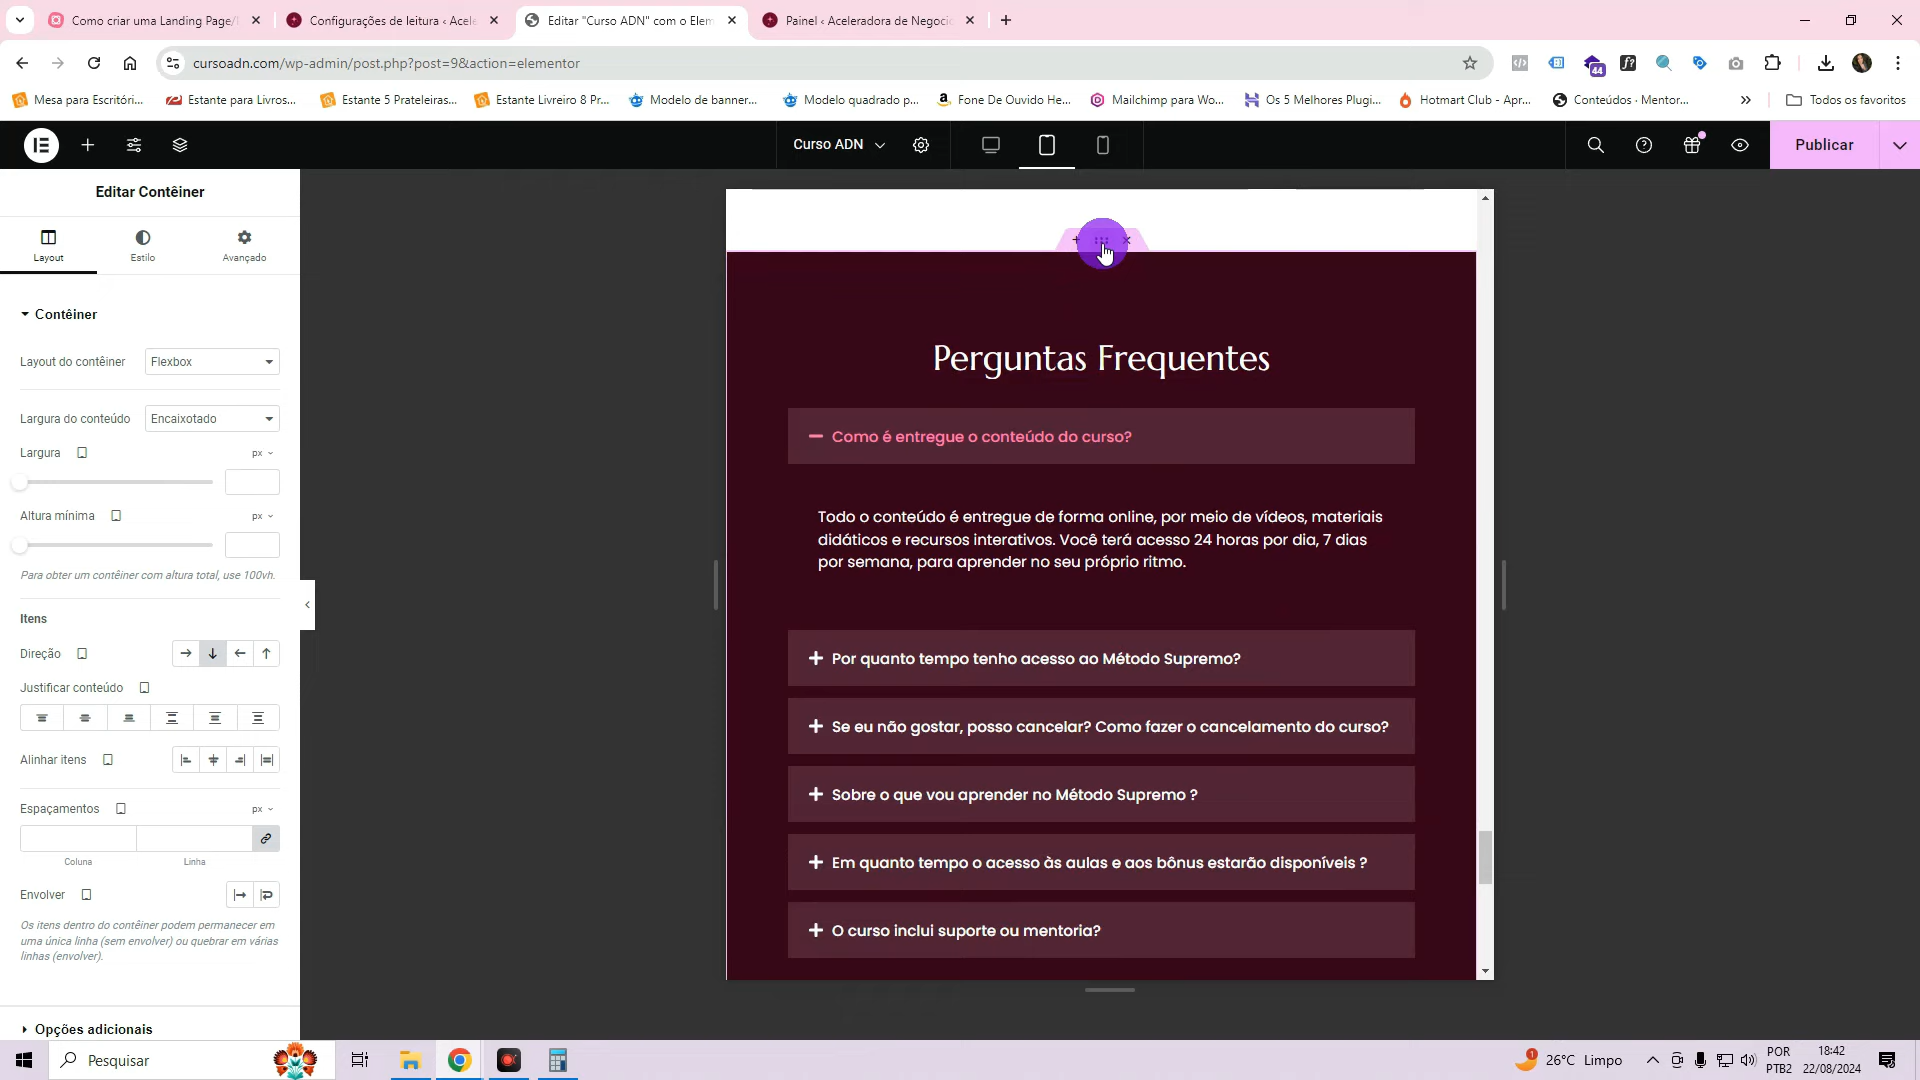 Como criar uma Landing Page/
Configurações de leitura ‹ Acele
Editar "Curso ADN" com o Elem
Painel ‹ Aceleradora de Negocio
cursoadn.com/wp-admin/post.php?post=9&action=elementor
44
f?
Mesa para Escritóri...
Estante para Livros...
Estante 5 Prateleiras...
Estante Livreiro 8 Pr...
Modelo de banner...
Modelo quadrado p...
Fone De Ouvido He...
Mailchimp para Wo...
Os 5 Melhores Plugi...
Hotmart Club - Apr...
Conteúdos · Mentor...
Todos os favoritos
Curso ADN
Publicar
Editar Contêiner
Layout
Estilo
Avançado
Contêiner
Layout do contêiner
Flexbox
Largura do conteúdo
Encaixotado
Largura
px
Altura mínima
px
Para obter um contêiner com altura total, use 100vh.
Itens
Direção
Justificar conteúdo
Alinhar itens
Espaçamentos
px
Coluna
Linha
Envolver
Os itens dentro do contêiner podem permanecer em
uma única linha (sem envolver) ou quebrar em várias
linhas (envolver).
Opções adicionais
Perguntas Frequentes
Como é entregue o conteúdo do curso?
Todo o conteúdo é entregue de forma online, por meio de vídeos, materiais
didáticos e recursos interativos. Você terá acesso 24 horas por dia, 7 dias
por semana, para aprender no seu próprio ritmo.
Por quanto tempo tenho acesso ao Método Supremo?
Se eu não gostar, posso cancelar? Como fazer o cancelamento do curso?
Sobre o que vou aprender no Método Supremo ?
Em quanto tempo o acesso às aulas e aos bônus estarão disponíveis ?
O curso inclui suporte ou mentoria?
Pesquisar
1
26°C Limpo
POR
PTB2
18:42
22/08/2024